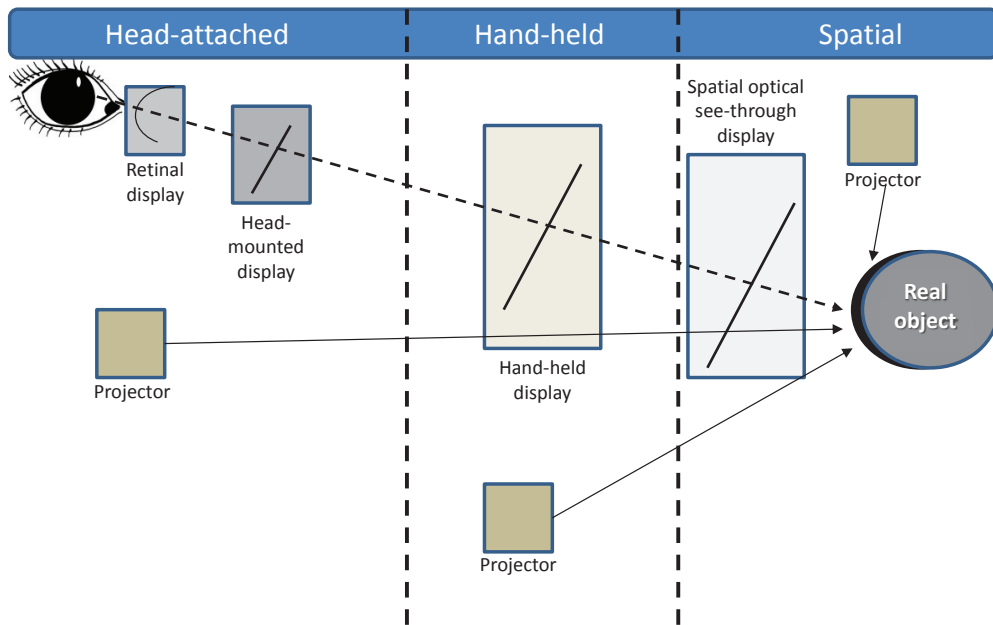 Head-attached
Hand-held
Spatial
Retinal
display
Head-
mounted
display
Projector
Hand-held
display
Projector
Spatial optical
see-through
display
Projector
Real
object